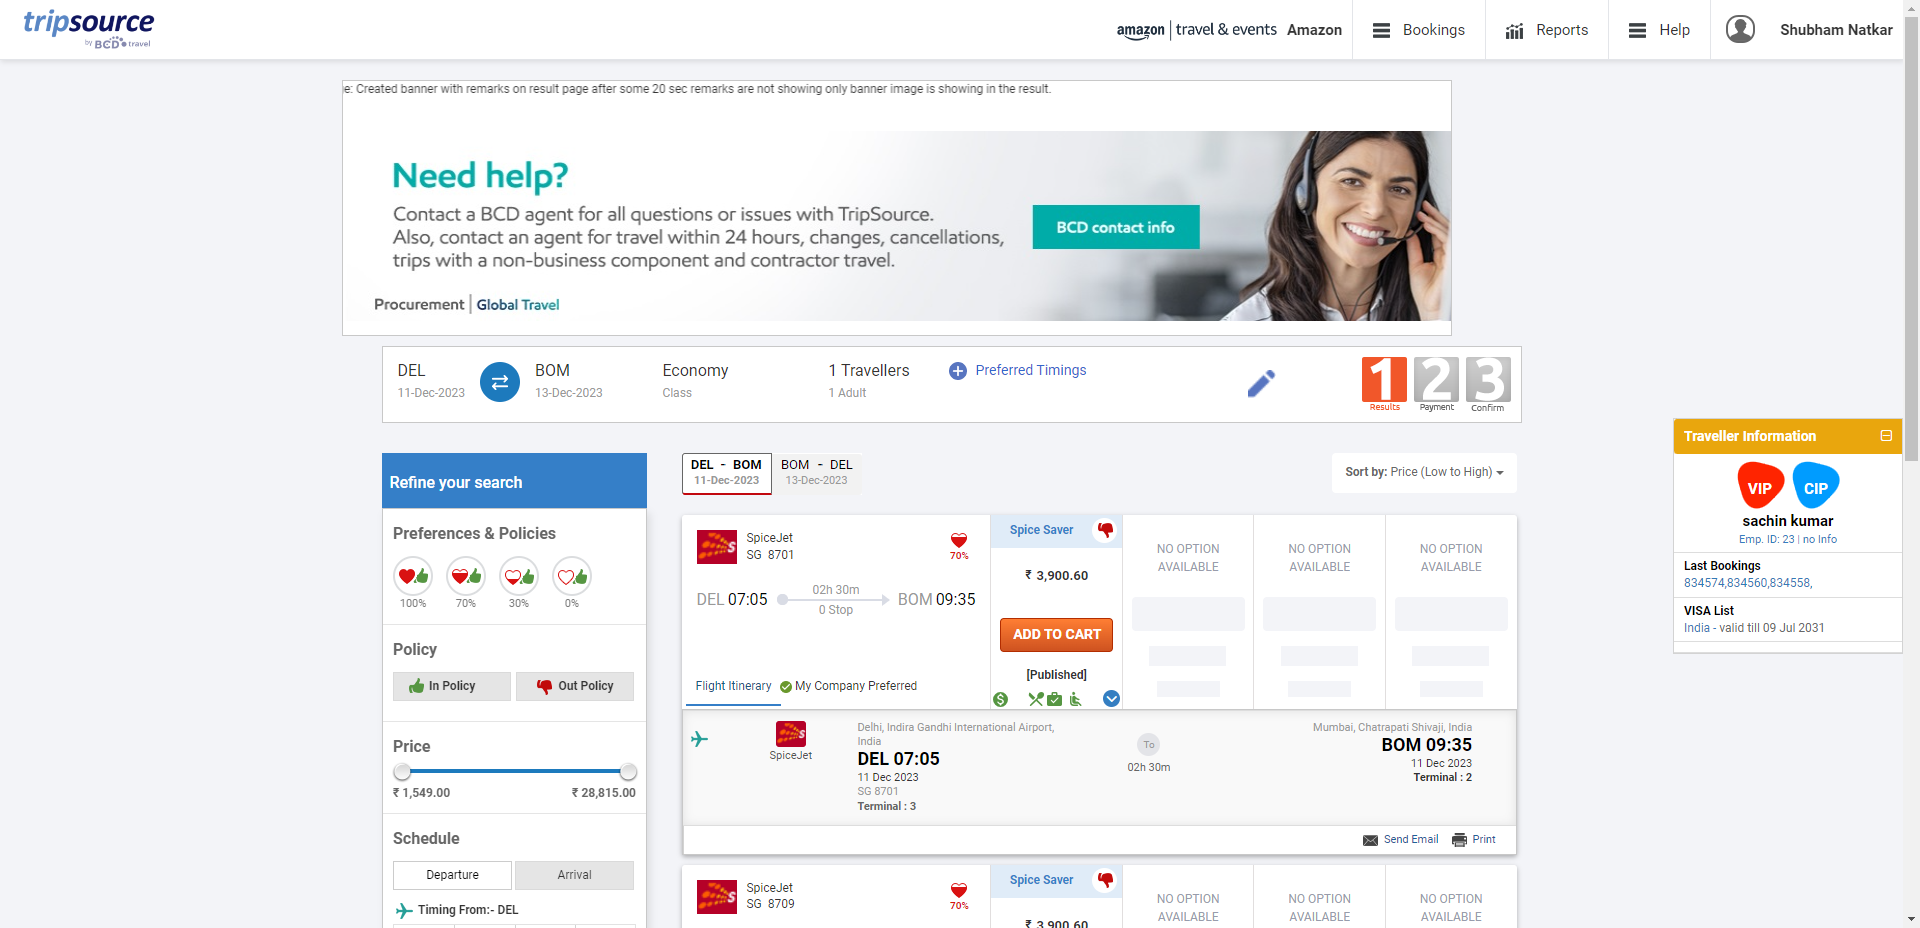 tripsource
by BCD travel
amazon | travel & events Amazon
Bookings
Reports
Help
Shubham Natkar
e: Created banner with remarks on result page after some 20 sec remarks are not showing only banner image is showing in the result.
Need help?
Contact a BCD agent for all questions or issues with TripSource.
Also, contact an agent for travel within 24 hours, changes, cancellations,
trips with a non-business component and contractor travel.
BCD contact info
Procurement | Global Travel
DEL
11-Dec-2023
BOM
13-Dec-2023
Economy
Class
1 Travellers
1 Adult
Preferred Timings
1 2 3
Results Payment Confirm
Traveller Information
VIP CIP
sachin kumar
Emp. ID: 23 | no Info
Last Bookings
834574,834560,834558,
VISA List
India - valid till 09 Jul 2031
Refine your search
Preferences & Policies
100% 70% 30% 0%
Policy
In Policy
Out Policy
Price
₹ 1,549.00 ₹ 28,815.00
Schedule
Departure
Arrival
Timing From:- DEL
DEL - BOM
11-Dec-2023
BOM - DEL
13-Dec-2023
Sort by: Price (Low to High)
SpiceJet
SG 8701
70%
DEL 07:05
02h 30m
0 Stop
BOM 09:35
Flight Itinerary
My Company Preferred
Spice Saver
₹ 3,900.60
ADD TO CART
[Published]
NO OPTION
AVAILABLE
NO OPTION
AVAILABLE
NO OPTION
AVAILABLE
SpiceJet
Delhi, Indira Gandhi International Airport,
India
DEL 07:05
11 Dec 2023
SG 8701
Terminal : 3
To
02h 30m
Mumbai, Chatrapati Shivaji, India
BOM 09:35
11 Dec 2023
Terminal : 2
Send Email
Print
SpiceJet
SG 8709
70%
Spice Saver
₹ 3,900.60
NO OPTION
AVAILABLE
NO OPTION
AVAILABLE
NO OPTION
AVAILABLE